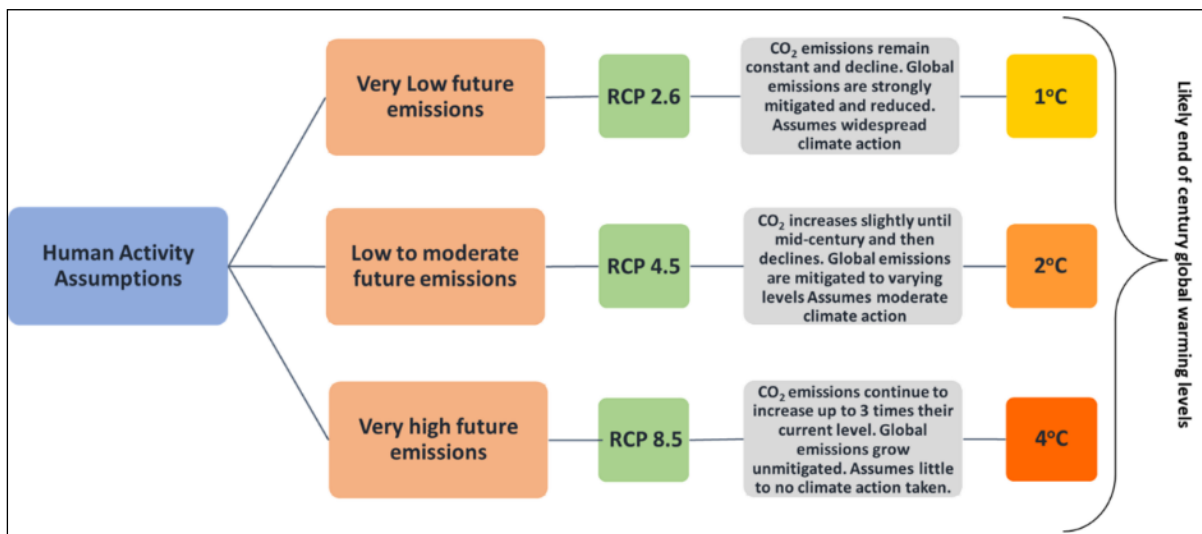 Human Activity
Assumptions
Very Low future
emissions
RCP 2.6
CO₂ emissions remain
constant and decline. Global
emissions are strongly
mitigated and reduced.
Assumes widespread
climate action
1°C
Low to moderate
future emissions
RCP 4.5
CO₂ increases slightly until
mid-century and then
declines. Global emissions
are mitigated to varying
levels Assumes moderate
climate action
2°C
Very high future
emissions
RCP 8.5
CO₂ emissions continue to
increase up to 3 times their
current level. Global
emissions grow
unmitigated. Assumes little
to no climate action taken.
4°C
Likely end of century global warming levels